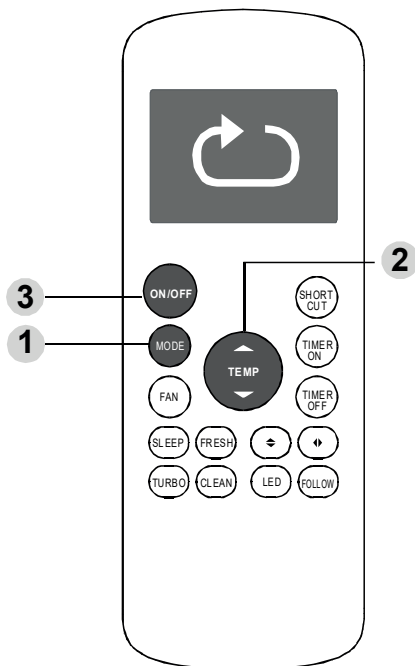 2
3
ON/OFF
SHORT
CUT
1
MODE
TEMP
TIMER
ON
FAN
TIMER
OFF
SLEEP
FRESH
TURBO
CLEAN
LED
FOLLOW